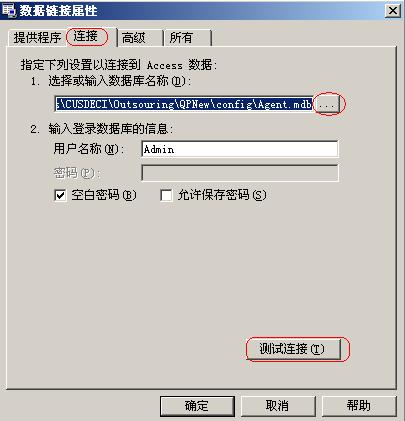 数据链接属性
提供程序 连接 高级 所有
指定下列设置以连接到 Access 数据:
1. 选择或输入数据库名称(D):
:\CUSDECI\Outsouring\QPNew\config\Agent.mdb ...
2. 输入登录数据库的信息:
用户名称(N): Admin
密码(P):
空白密码(B) 允许保存密码(S)
测试连接(T)
确定 取消 帮助